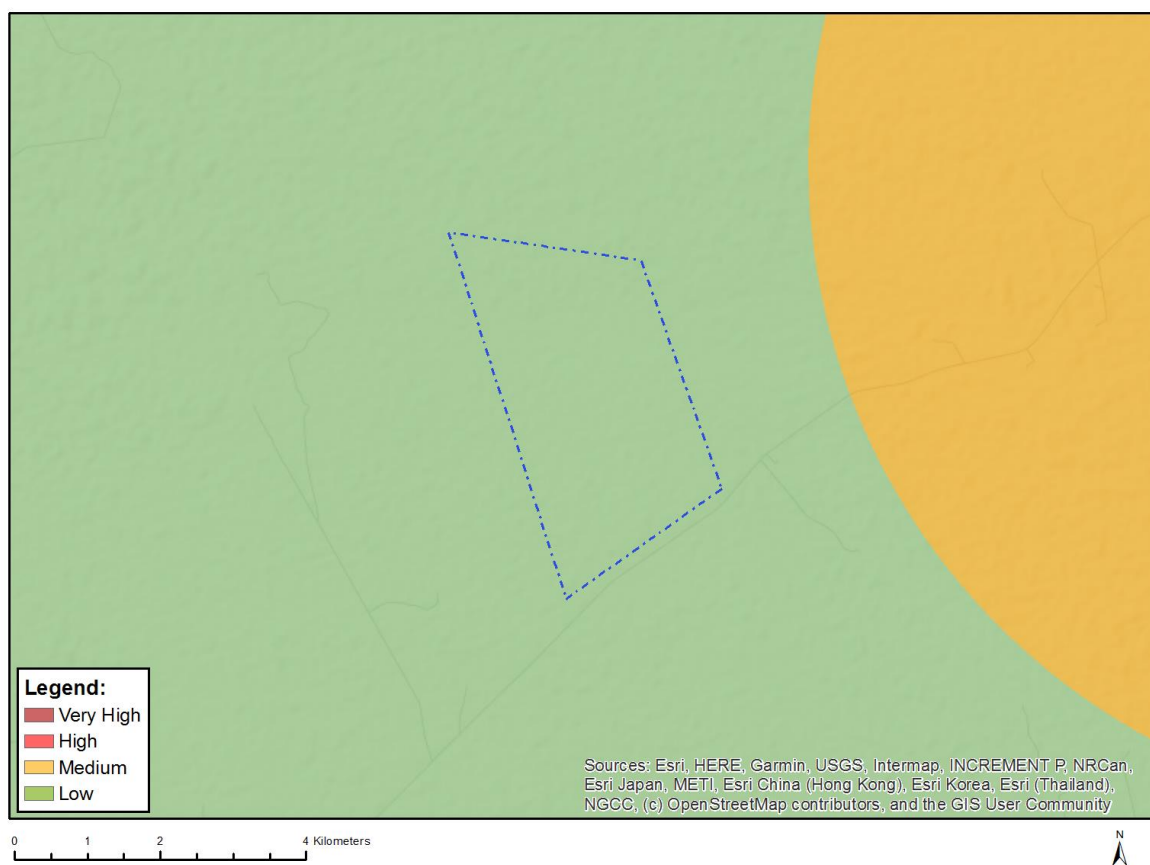 Legend:
Very High
High
Medium
Low
Sources: Esri, HERE, Garmin, USGS, Intermap, INCREMENT P, NRCan,
Esri Japan, METI, Esri China (Hong Kong), Esri Korea, Esri (Thailand),
NGCC, (c) OpenStreetMap contributors, and the GIS User Community
0 1 2 4 Kilometers
N